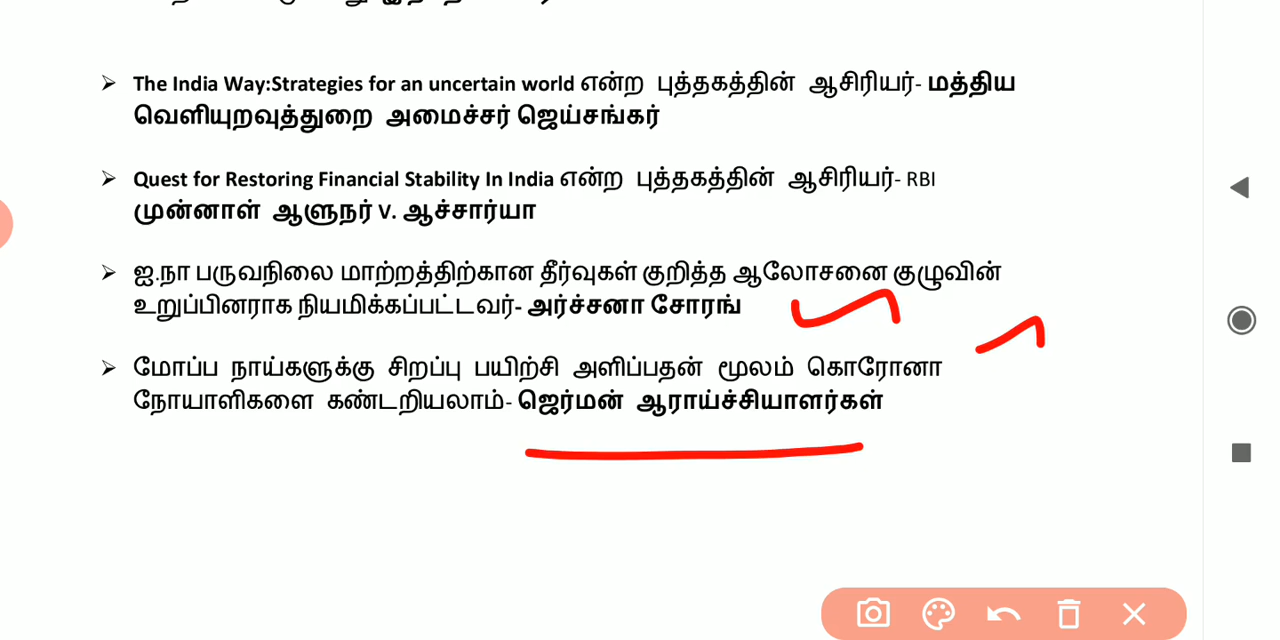 The India Way:Strategies for an uncertain world என்ற புத்தகத்தின் ஆசிரியர்- மத்திய
வெளியுறவுத்துறை அமைச்சர் ஜெய்சங்கர்
Quest for Restoring Financial Stability In India என்ற புத்தகத்தின் ஆசிரியர்- RBI
முன்னாள் ஆளுநர் V. ஆச்சார்யா
ஐ.நா பருவநிலை மாற்றத்திற்கான தீர்வுகள் குறித்த ஆலோசனை குழுவின்
உறுப்பினராக நியமிக்கப்பட்டவர்- அர்ச்சனா சோரங்
மோப்ப நாய்களுக்கு சிறப்பு பயிற்சி அளிப்பதன் மூலம் கொரோனா
நோயாளிகளை கண்டறியலாம்- ஜெர்மன் ஆராய்ச்சியாளர்கள்